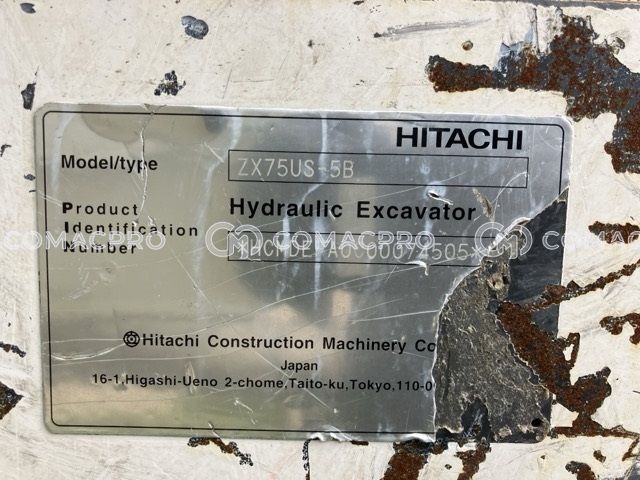 HITACHI
Model/type ZX75US-5B
Product Hydraulic Excavator
Identification
Number
COMACPRO COMACPRO COMACPRO
Hitachi Construction Machinery Co
Japan
16-1,Higashi-Ueno 2-chome,Taito-ku,Tokyo,110-0